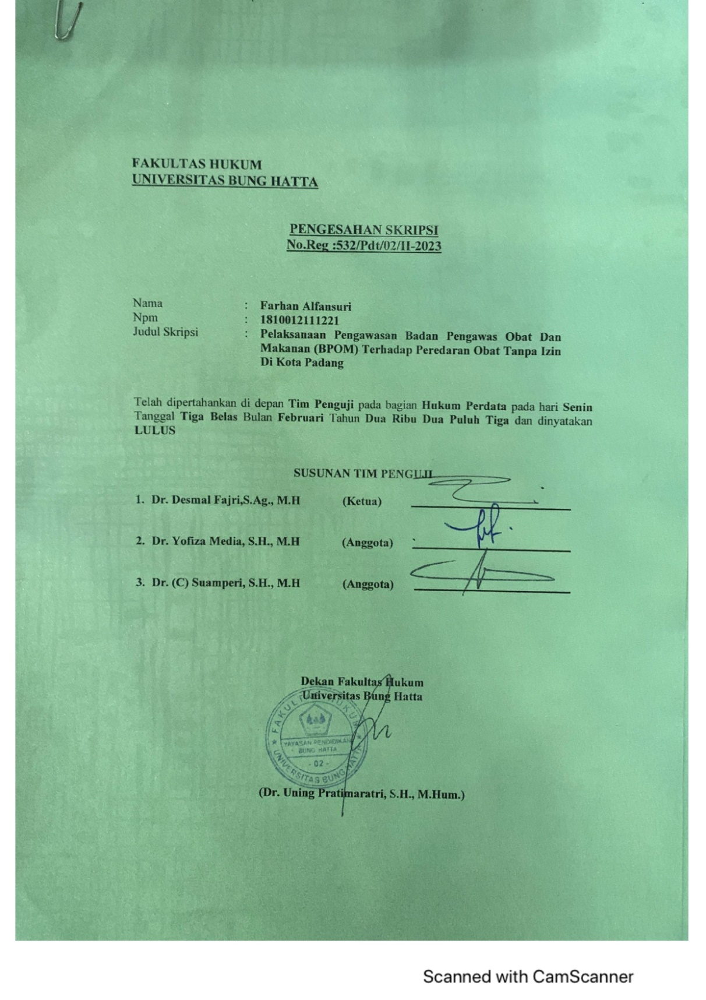 FAKULTAS HUKUM
UNIVERSITAS BUNG HATTA
PENGESAHAN SKRIPSI
No.Reg :532/Pdt/02/II-2023
Nama : Farhan Alfansuri
Npm : 1810012111221
Judul Skripsi : Pelaksanaan Pengawasan Badan Pengawas Obat Dan
Makanan (BPOM) Terhadap Peredaran Obat Tanpa Izin
Di Kota Padang
Telah dipertahankan di depan Tim Penguji pada bagian Hukum Perdata pada hari Senin
Tanggal Tiga Belas Bulan Februari Tahun Dua Ribu Dua Puluh Tiga dan dinyatakan
LULUS
SUSUNAN TIM PENGUJI
1. Dr. Desmal Fajri,S.Ag., M.H (Ketua)
2. Dr. Yofiza Media, S.H., M.H (Anggota)
3. Dr. (C) Suamperi, S.H., M.H (Anggota)
Dekan Fakultas Hukum
Universitas Bung Hatta
FAKULTAS HUKUM
YAYASAN PENDIDIKAN
BUNG HATTA
- 02 -
UNIVERSITAS BUNG HATTA
(Dr. Uning Pratimaratri, S.H., M.Hum.)
Scanned with CamScanner